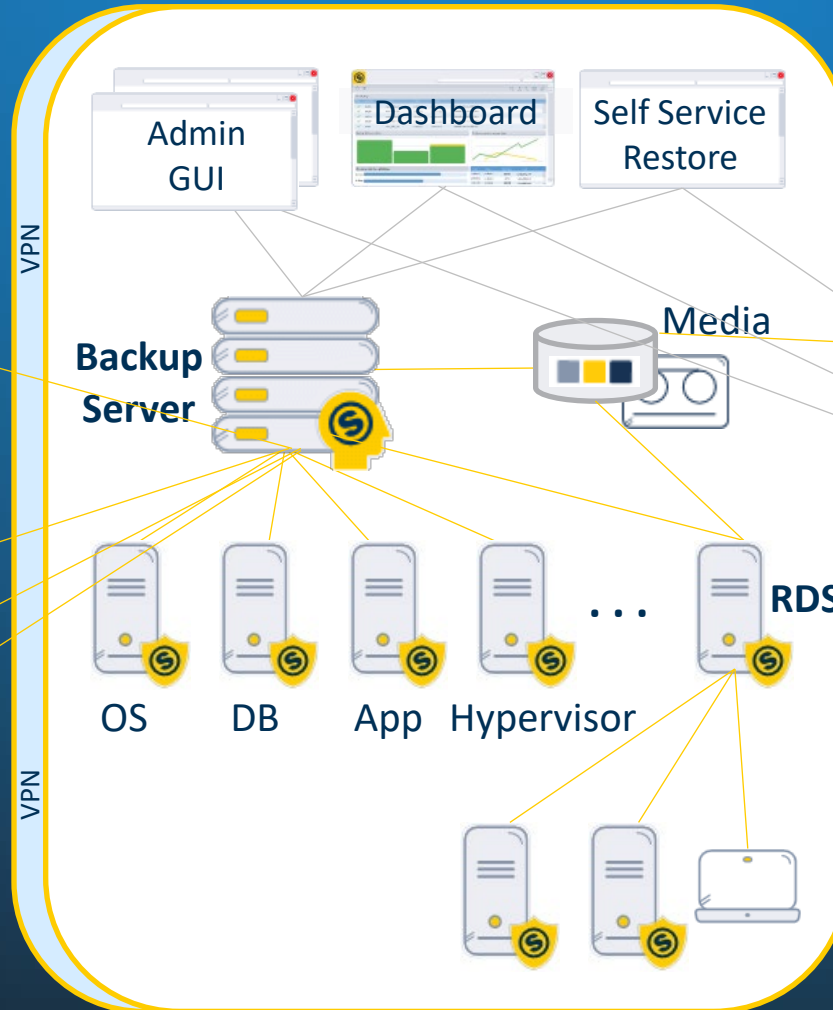 Admin
GUI
Dashboard
Self Service
Restore
VPN
Backup
Server
Media
. . .
RDS
OS
DB
App
Hypervisor
VPN